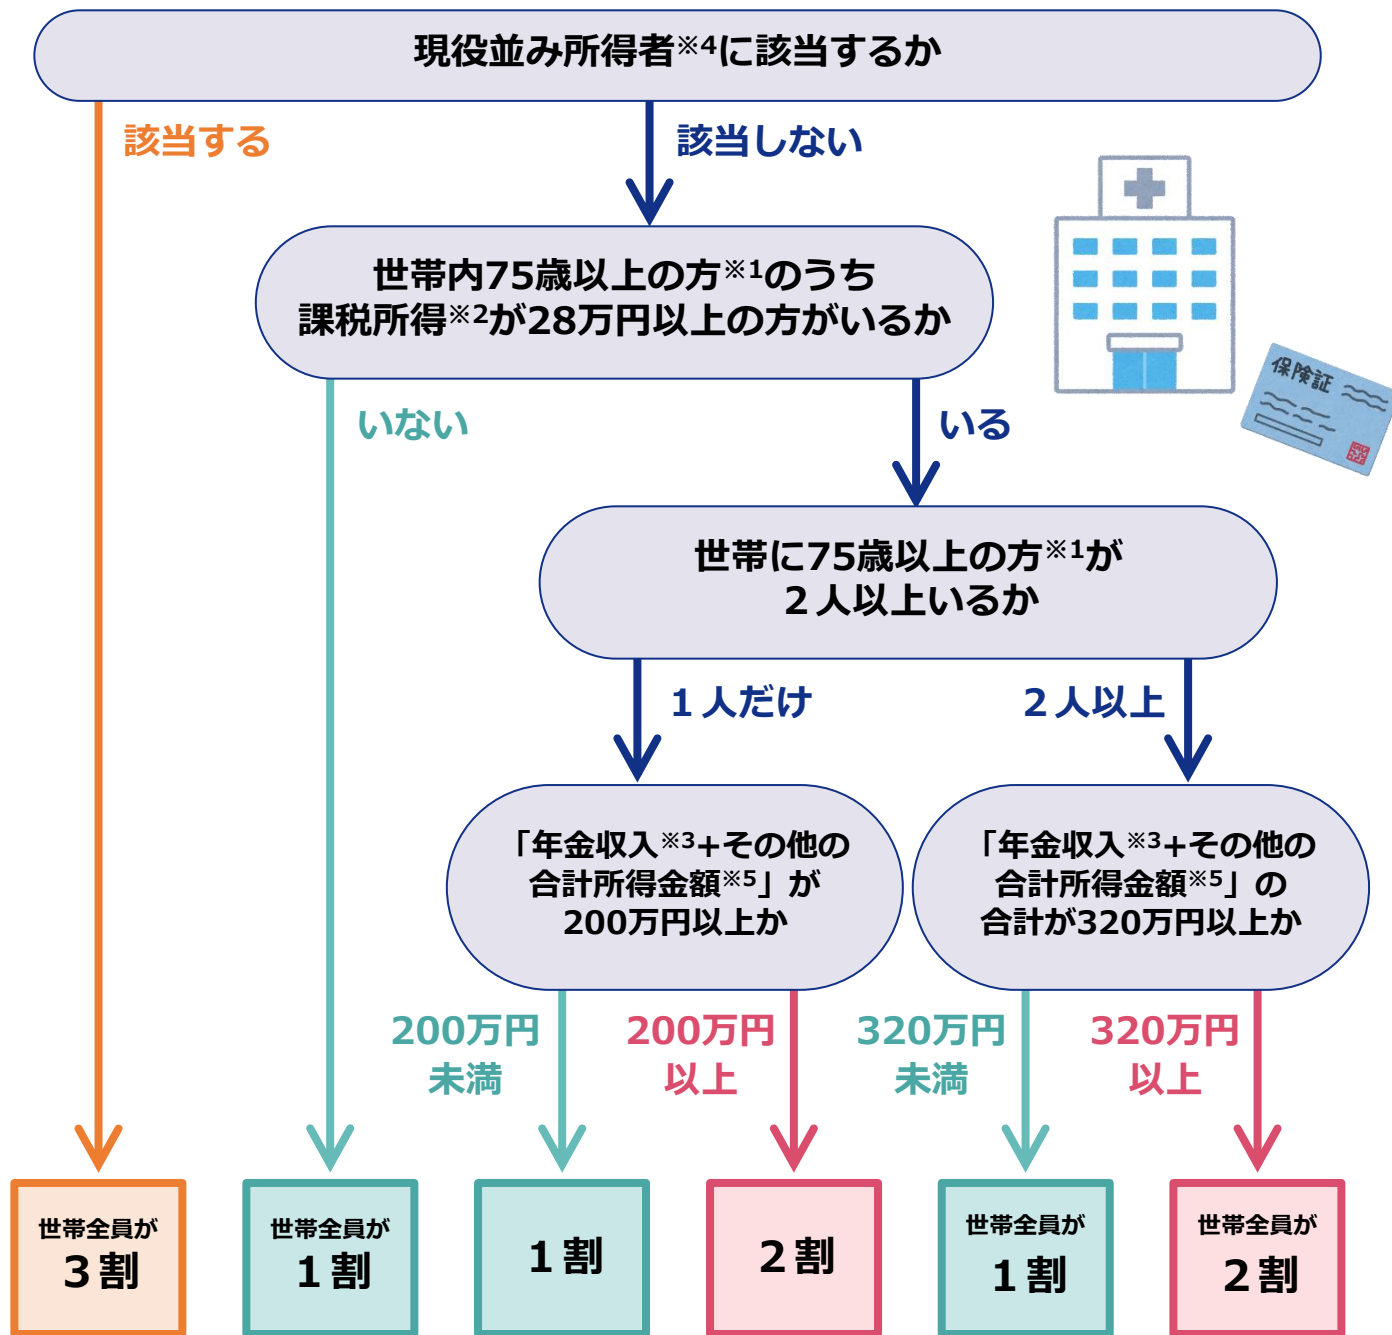 現役並み所得者※4に該当するか
該当する
該当しない
世帯内75歳以上の方※1のうち
課税所得※2が28万円以上の方がいるか
保険証
いない
いる
世帯に75歳以上の方※1が
２人以上いるか
１人だけ
２人以上
「年金収入※3+その他の
合計所得金額※5」が
200万円以上か
「年金収入※3+その他の
合計所得金額※5」の
合計が320万円以上か
200万円
未満
200万円
以上
320万円
未満
320万円
以上
世帯全員が
３割
世帯全員が
１割
１割
２割
世帯全員が
１割
世帯全員が
２割